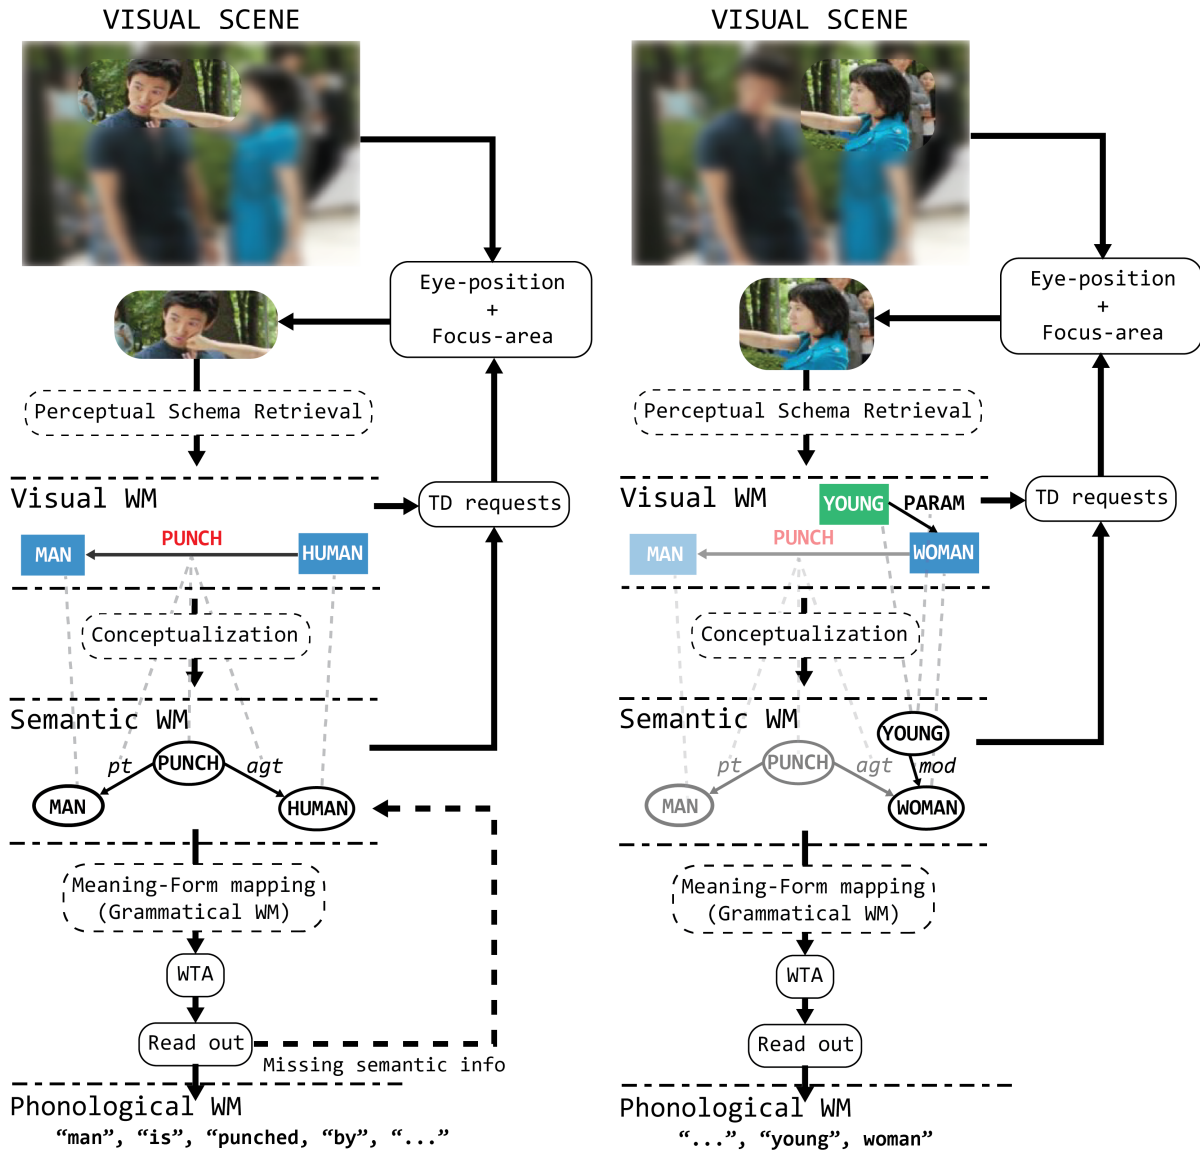 VISUAL SCENE
Eye-position
+
Focus-area
Perceptual Schema Retrieval
Visual WM
TD requests
PUNCH
MAN
HUMAN
Conceptualization
Semantic WM
PUNCH
pt
agt
MAN
HUMAN
Meaning-Form mapping
(Grammatical WM)
WTA
Read out
Missing semantic info
Phonological WM
“man”, “is”, “punched, “by”, “...”
VISUAL SCENE
Eye-position
+
Focus-area
Perceptual Schema Retrieval
Visual WM
YOUNG
PARAM
TD requests
PUNCH
MAN
WOMAN
Conceptualization
Semantic WM
YOUNG
PUNCH
pt
agt
mod
MAN
WOMAN
Meaning-Form mapping
(Grammatical WM)
WTA
Read out
Phonological WM
“...”, “young”, woman”